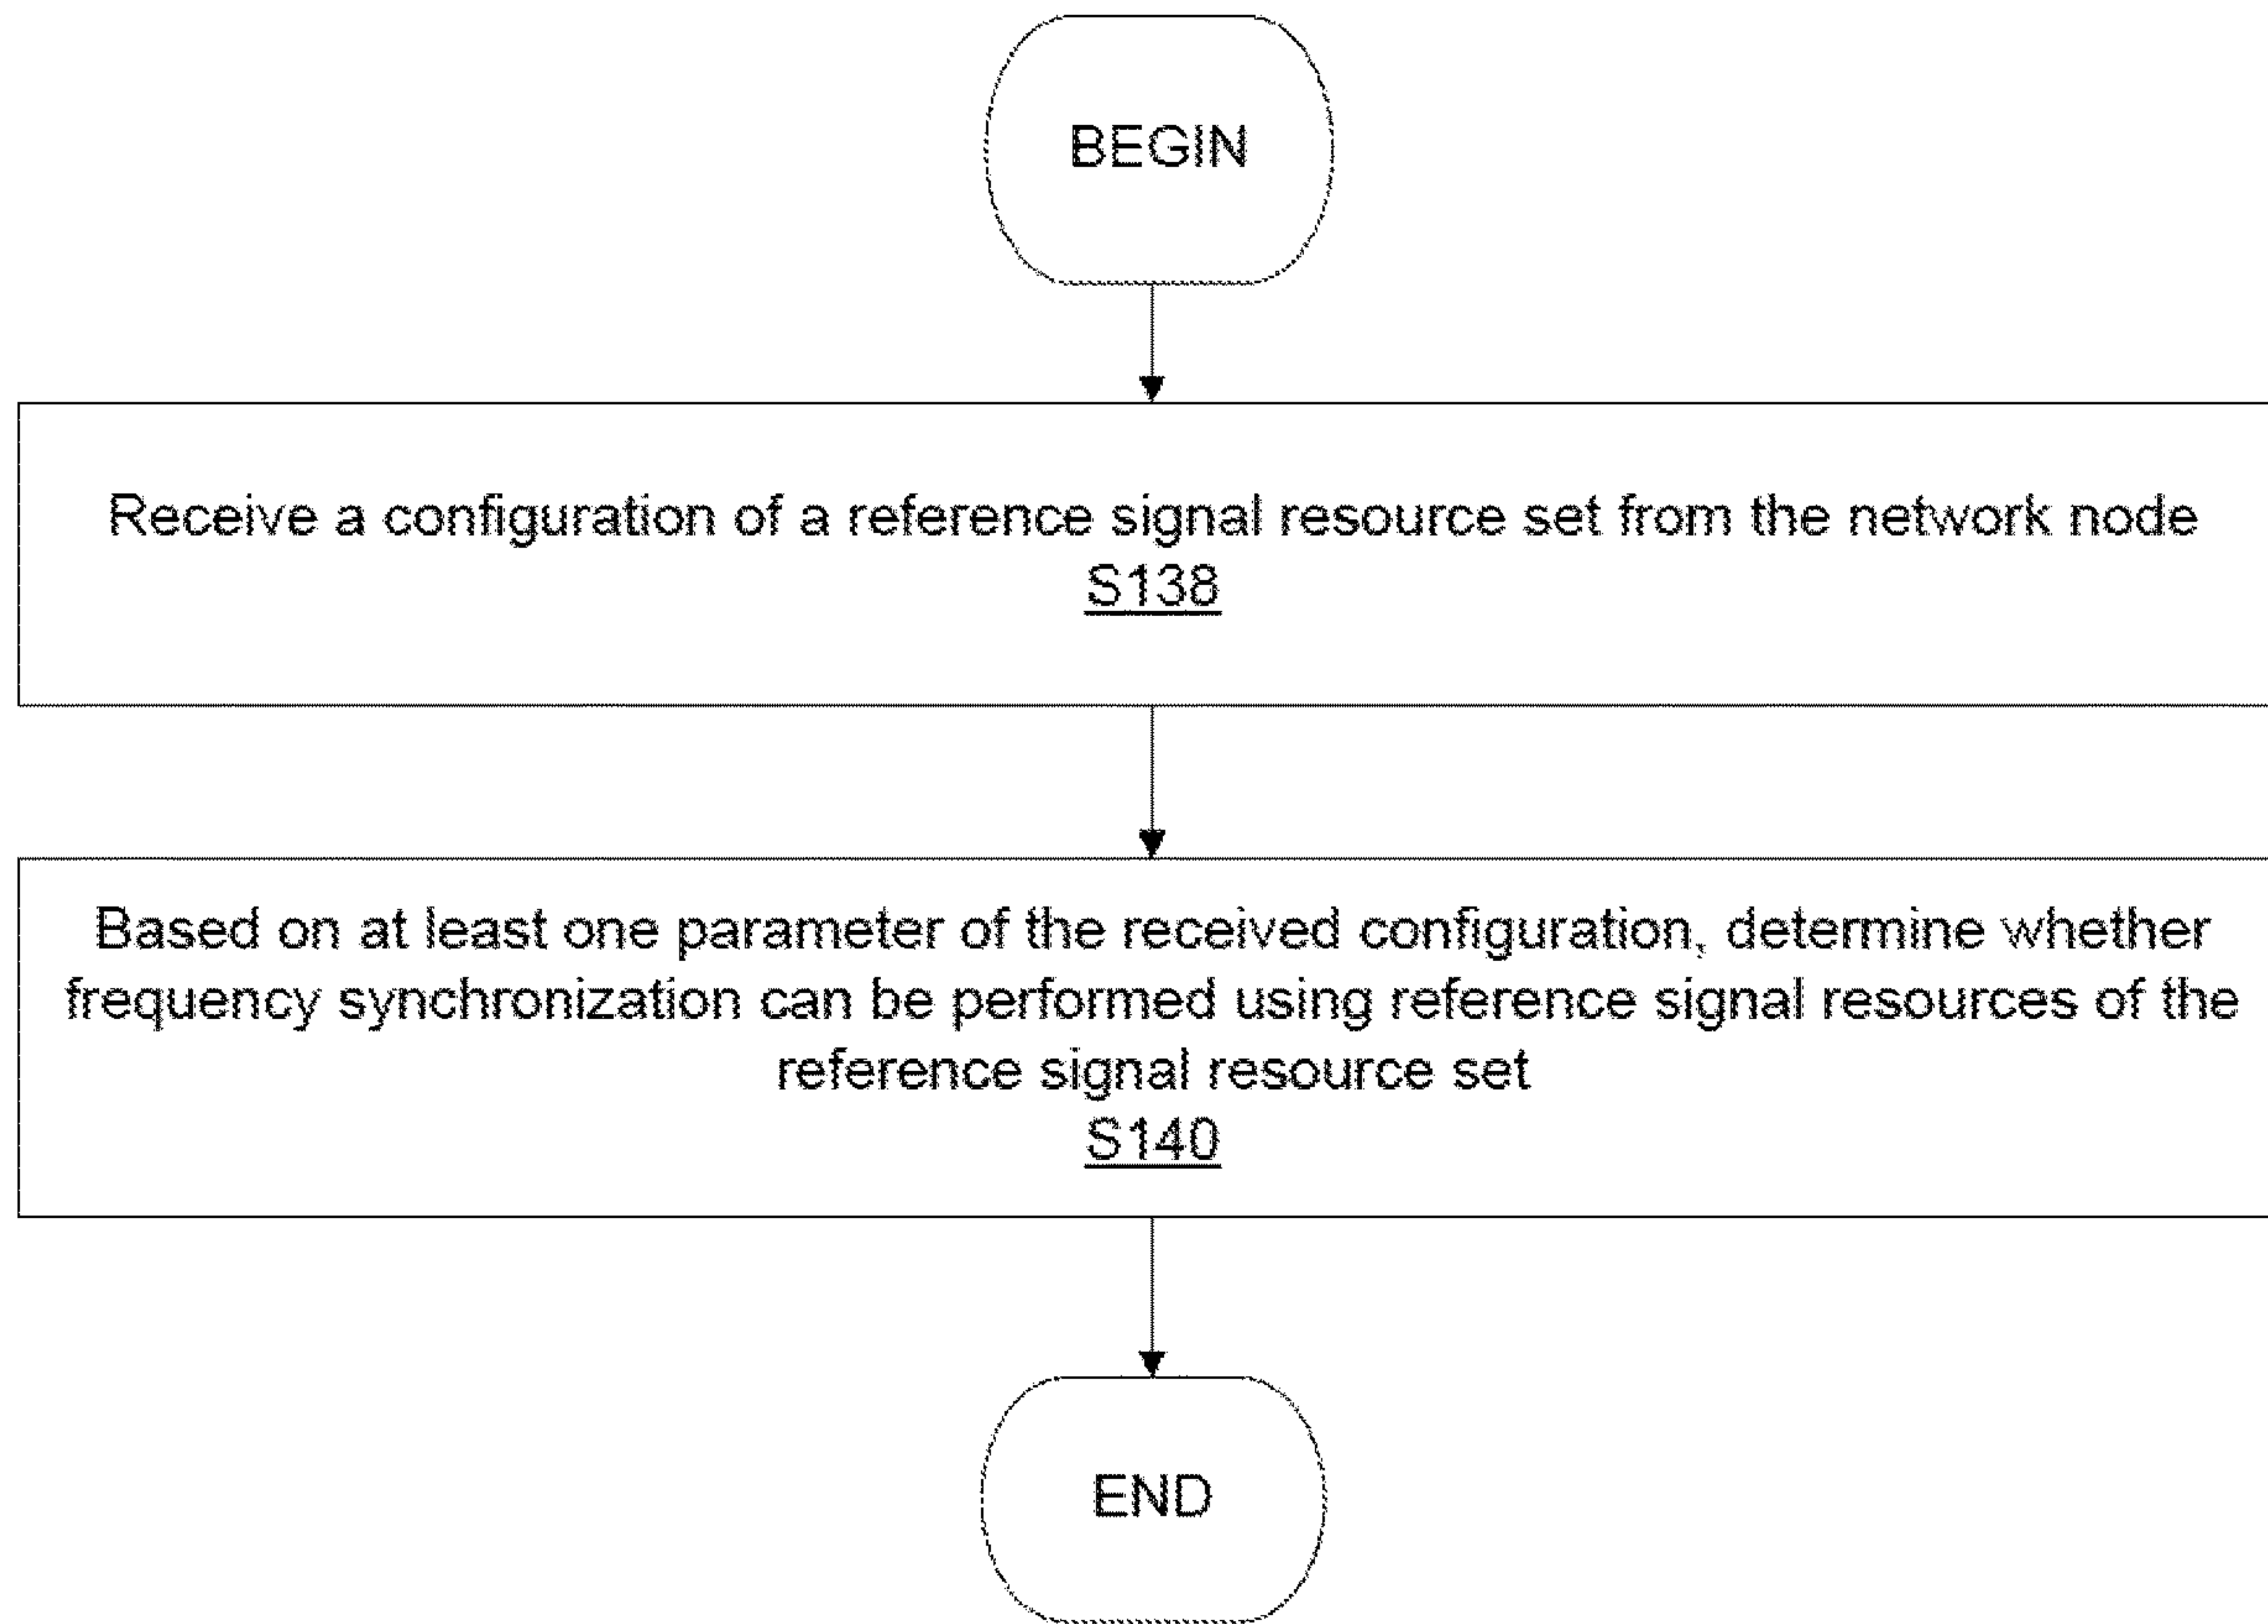 BEGIN
Receive a configuration of a reference signal resource set from the network node
S138
Based on at least one parameter of the received configuration, determine whether
frequency synchronization can be performed using reference signal resources of the
reference signal resource set
S140
END